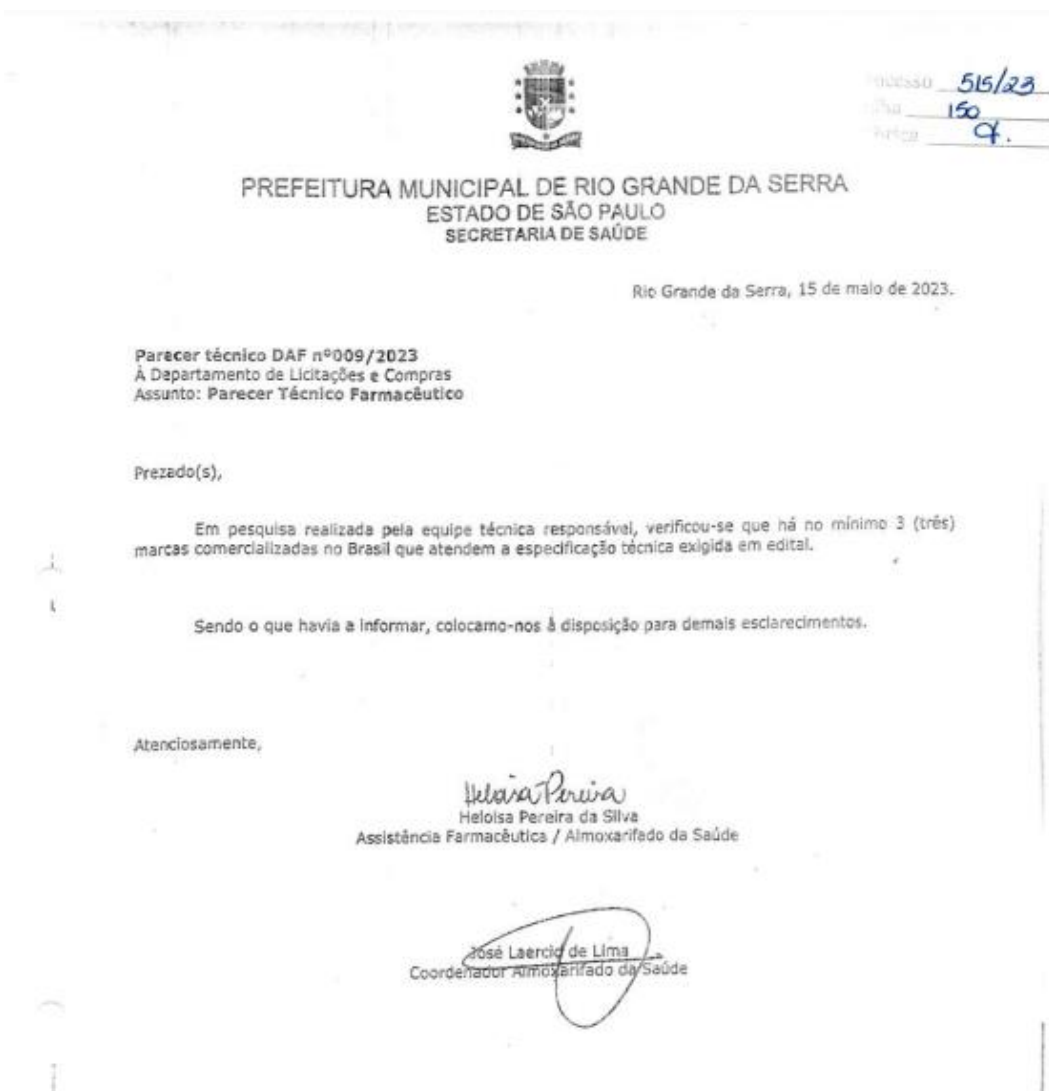 Processo 515/23
Folha 150
Rubrica
PREFEITURA MUNICIPAL DE RIO GRANDE DA SERRA
ESTADO DE SÃO PAULO
SECRETARIA DE SAÚDE
Rio Grande da Serra, 15 de maio de 2023.
Parecer técnico DAF nº009/2023
À Departamento de Licitações e Compras
Assunto: Parecer Técnico Farmacêutico
Prezado(s),
Em pesquisa realizada pela equipe técnica responsável, verificou-se que há no mínimo 3 (três)
marcas comercializadas no Brasil que atendem a especificação técnica exigida em edital.
Sendo o que havia a informar, colocamo-nos à disposição para demais esclarecimentos.
Atenciosamente,
Heloisa Pereira
Heloisa Pereira da Silva
Assistência Farmacêutica / Almoxarifado da Saúde
José Laercio de Lima
Coordenador Almoxarifado da Saúde